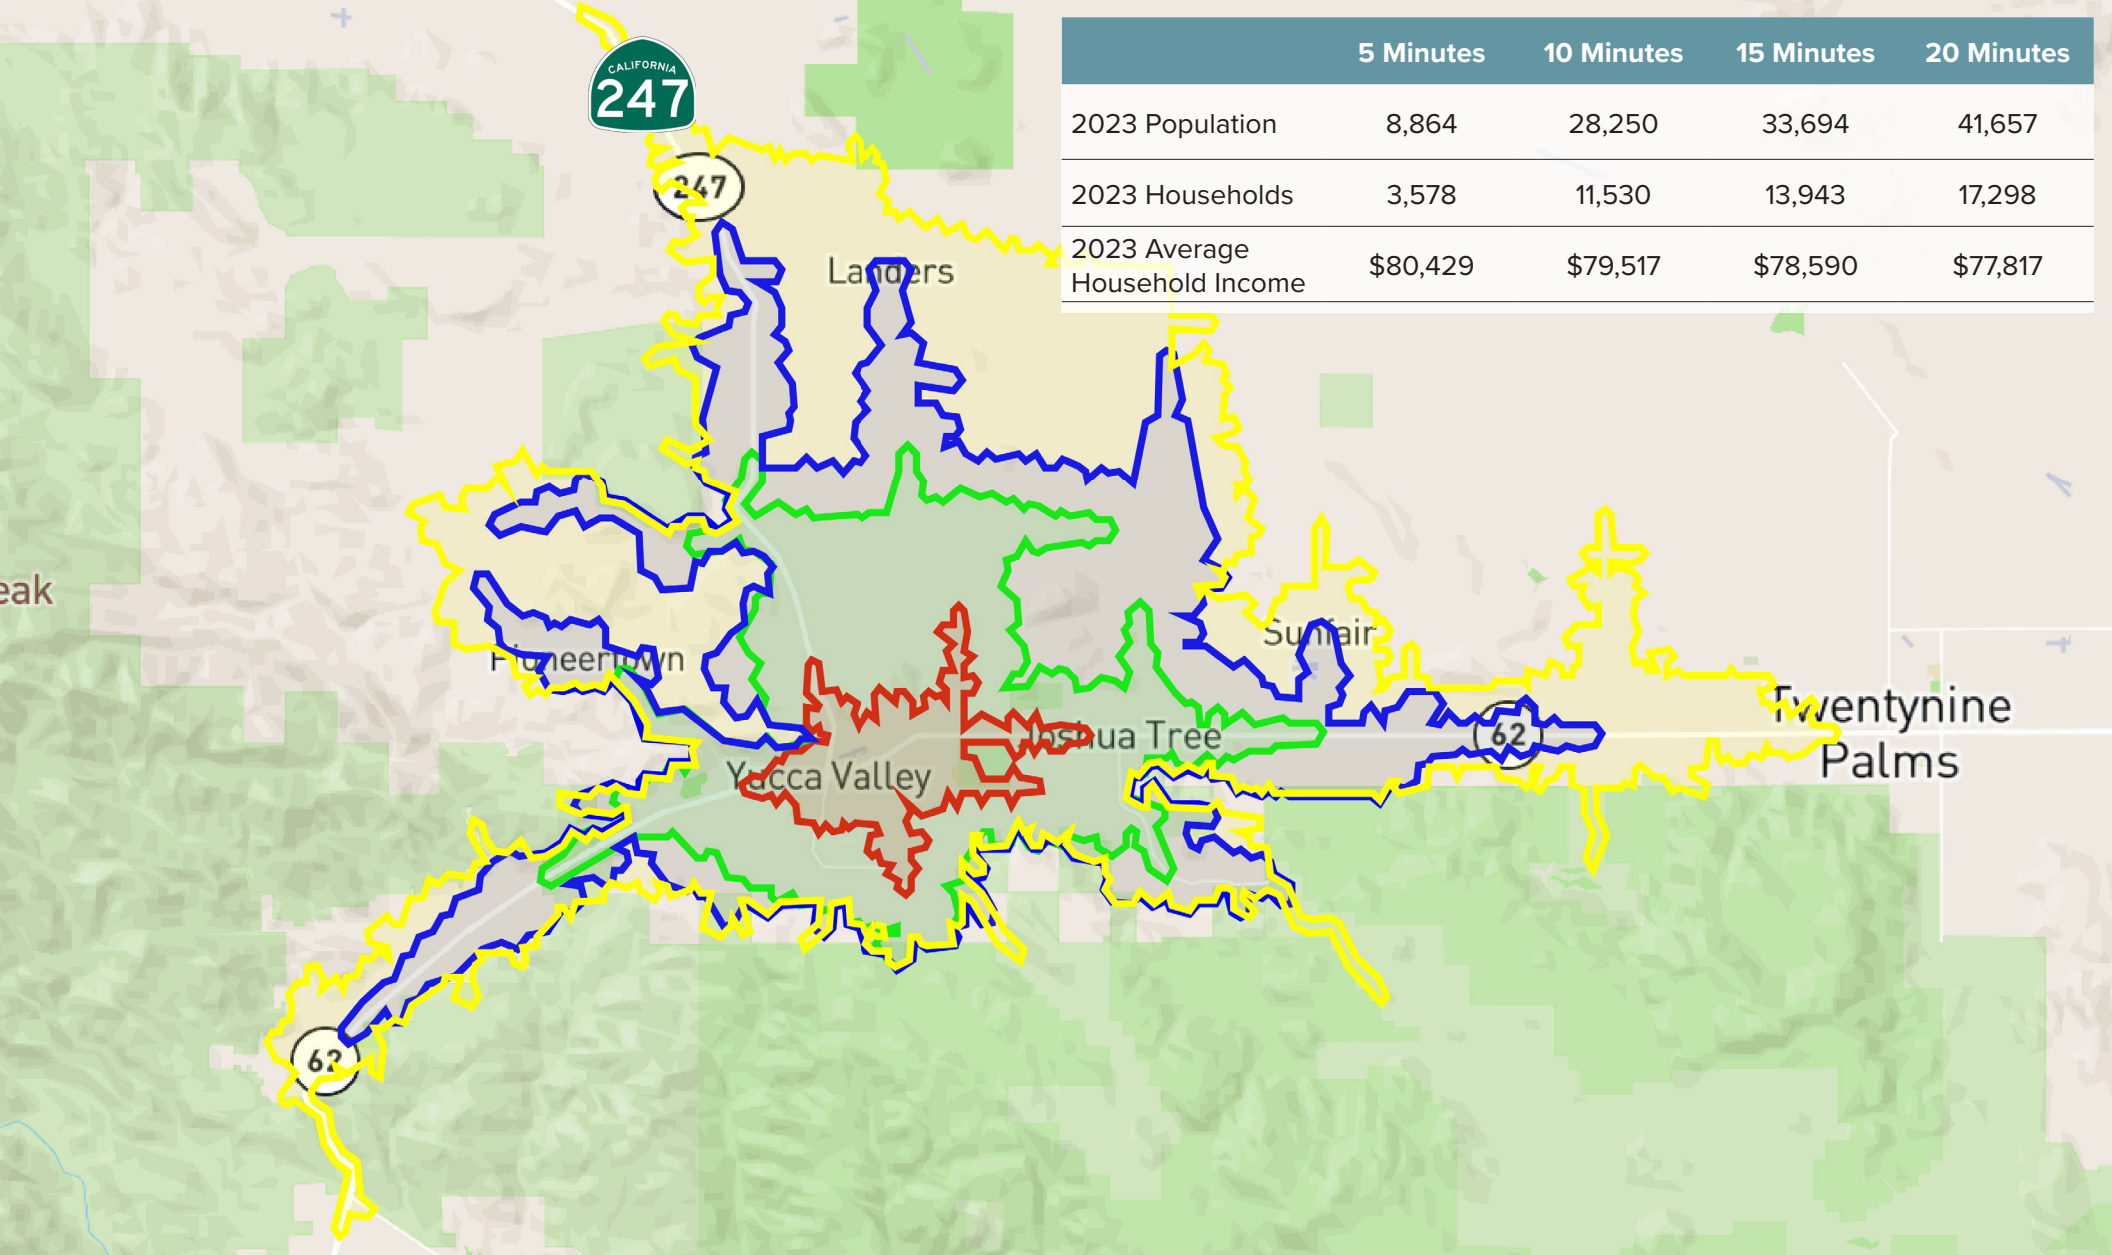 CALIFORNIA
247
247
Landers
eak
Pioneertown
Sunfair
Joshua Tree
Yucca Valley
62
Twentynine
Palms
62
5 Minutes 10 Minutes 15 Minutes 20 Minutes
2023 Population 8,864 28,250 33,694 41,657
2023 Households 3,578 11,530 13,943 17,298
2023 Average
Household Income $80,429 $79,517 $78,590 $77,817